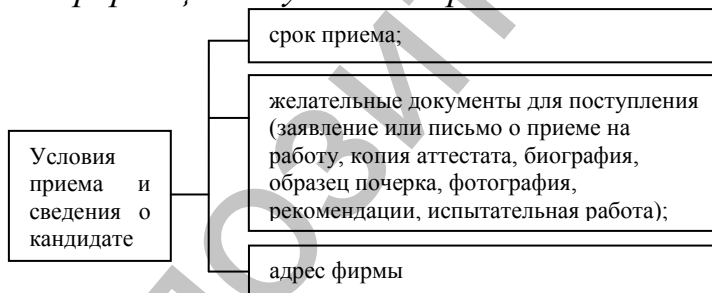 срок приема;
желательные документы для поступления
(заявление или письмо о приеме на
работу, копия аттестата, биография,
образец почерка, фотография,
рекомендации, испытательная работа);
Условия
приема и
сведения о
кандидате
адрес фирмы